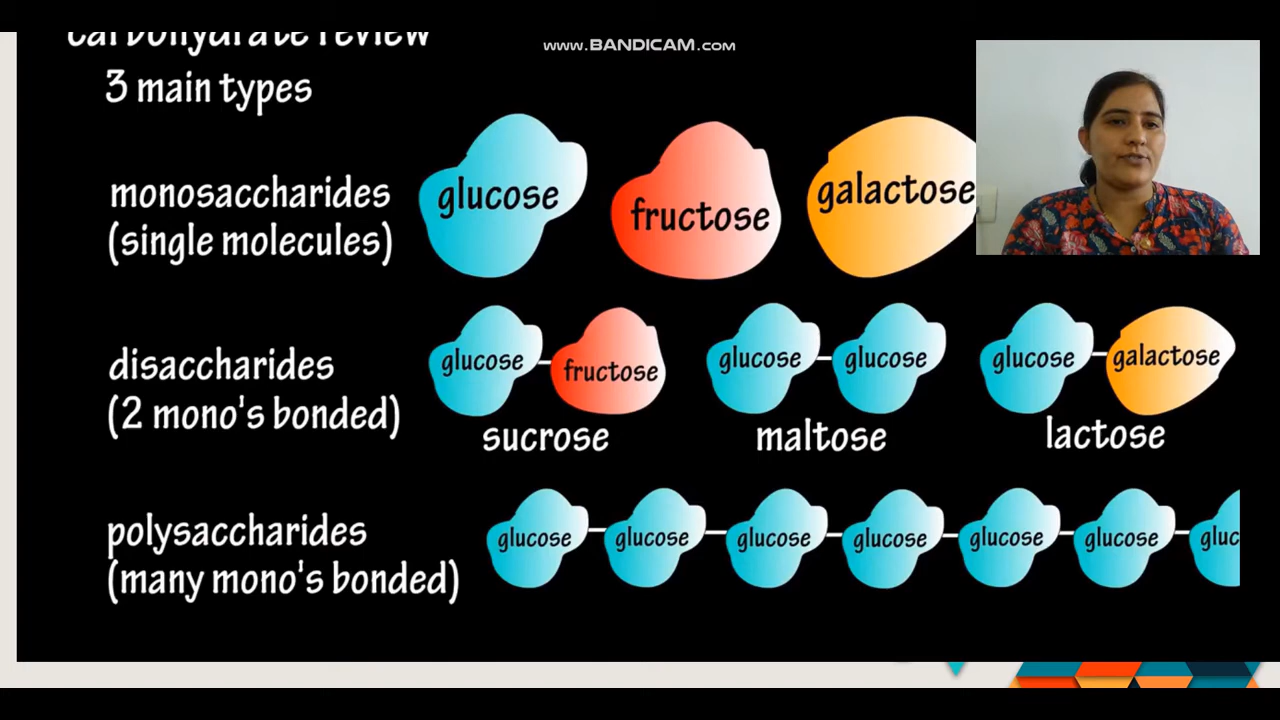 carbohydrate review
www.BANDICAM.com
3 main types
monosaccharides
(single molecules)
glucose
fructose
galactose
disaccharides
(2 mono's bonded)
glucose fructose
sucrose
glucose glucose
maltose
glucose galactose
lactose
polysaccharides
(many mono's bonded)
glucose glucose glucose glucose glucose glucose gluc